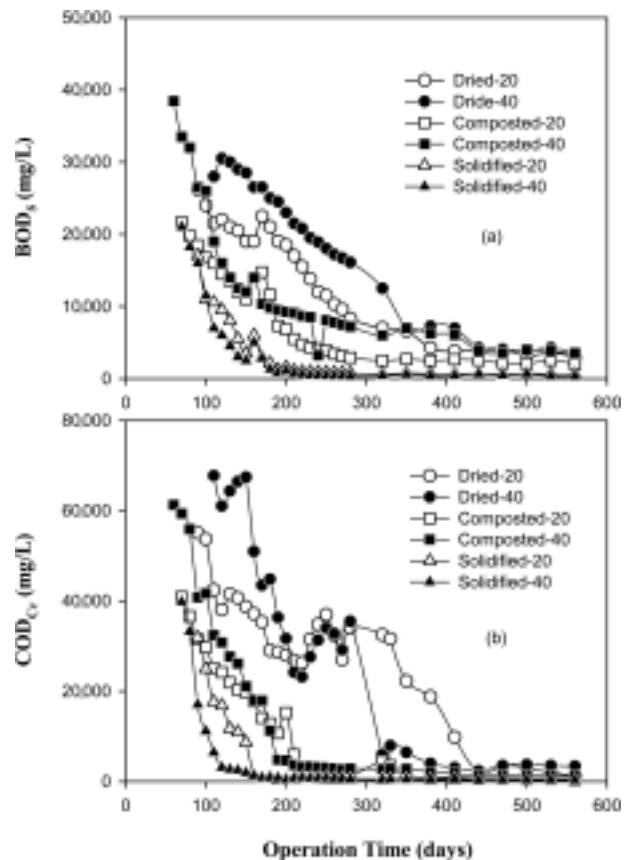 50,000
40,000
30,000
20,000
10,000
0
BOD5 (mg/L)
Dried-20
Dride-40
Composted-20
Composted-40
Solidified-20
Solidified-40
(a)
0 100 200 300 400 500 600
80,000
60,000
40,000
20,000
0
CODCr (mg/L)
Dried-20
Dried-40
Composted-20
Composted-40
Solidified-20
Solidified-40
(b)
0 100 200 300 400 500 600
Operation Time (days)